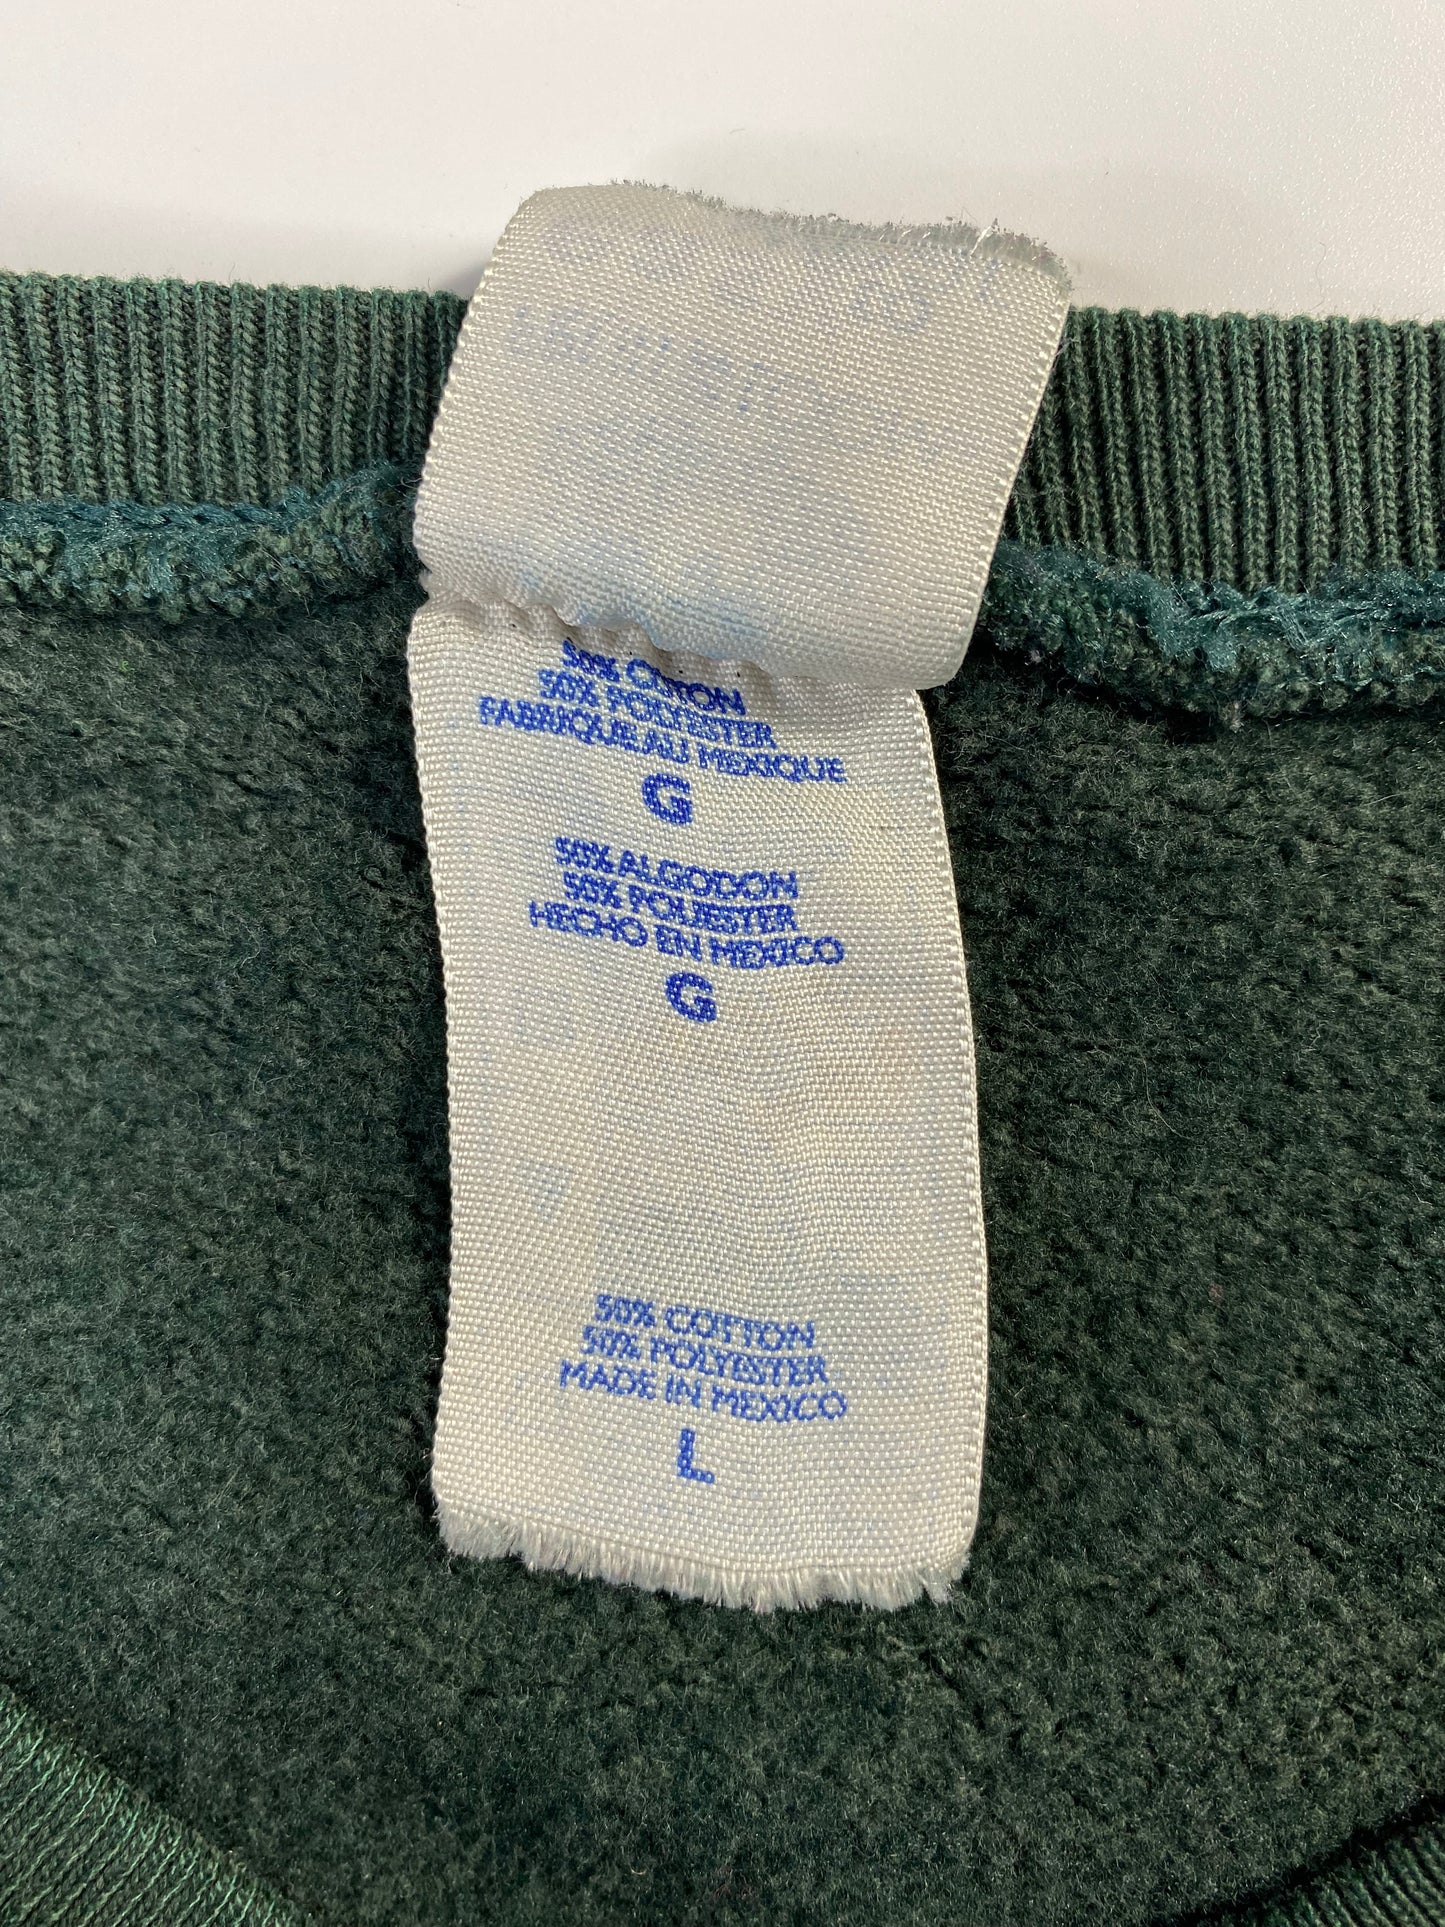 50% COTTON
50% POLYESTER
FABRIQUE AU MEXIQUE
G
50% ALGODON
50% POLIESTER
HECHO EN MEXICO
G
50% COTTON
50% POLYESTER
MADE IN MEXICO
L